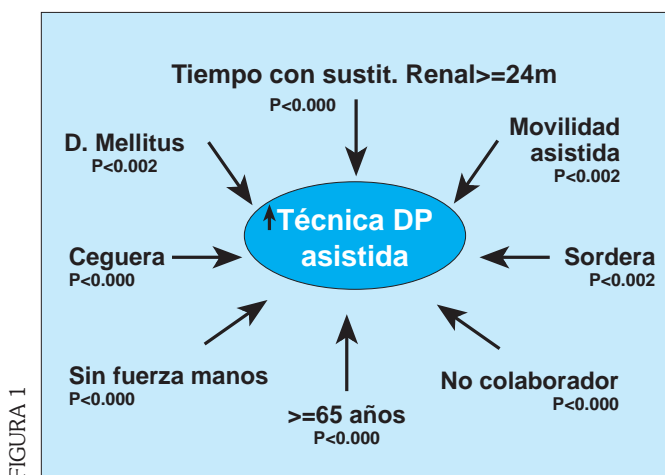 Tiempo con sustit. Renal>=24m
P<0.000
D. Mellitus
P<0.002
Movilidad
asistida
P<0.002
Técnica DP
asistida
Ceguera
P<0.000
Sordera
P<0.002
Sin fuerza manos
P<0.000
>=65 años
P<0.000
No colaborador
P<0.000
FIGURA 1